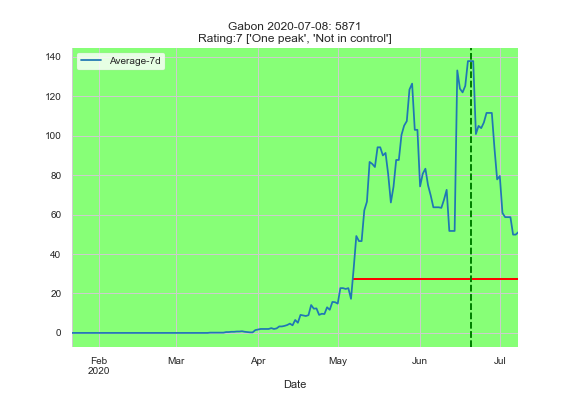 Gabon 2020-07-08: 5871
Rating:7 ['One peak', 'Not in control']
Average-7d
140
120
100
80
60
40
20
0
Feb Mar Apr May Jun Jul
2020
Date